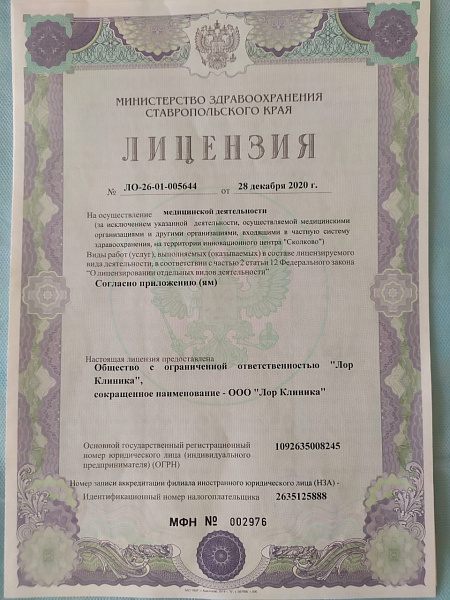 МИНИСТЕРСТВО ЗДРАВООХРАНЕНИЯ
СТАВРОПОЛЬСКОГО КРАЯ
ЛИЦЕНЗИЯ
№ ЛО-26-01-005644 от 28 декабря 2020 г.
На осуществление медицинской деятельности
(за исключением указанной деятельности, осуществляемой медицинскими
организациями и другими организациями, входящими в частную систему
здравоохранения, на территории инновационного центра "Сколково")
Виды работ (услуг), выполняемых (оказываемых) в составе лицензируемого
вида деятельности, в соответствии с частью 2 статьи 12 Федерального закона
"О лицензировании отдельных видов деятельности"
Согласно приложению (ям)
Настоящая лицензия предоставлена
Общество с ограниченной ответственностью "Лор
Клиника",
сокращенное наименование - ООО "Лор Клиника"
Основной государственный регистрационный
номер юридического лица (индивидуального
предпринимателя) (ОГРН) 1092635008245
Номер записи аккредитации филиала иностранного юридического лица (НЗА) -
Идентификационный номер налогоплательщика 2635125888
МФН № 002976